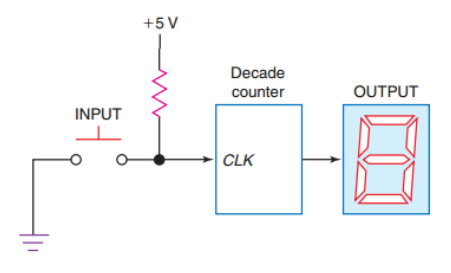 +5 V
Decade
counter
OUTPUT
INPUT
CLK